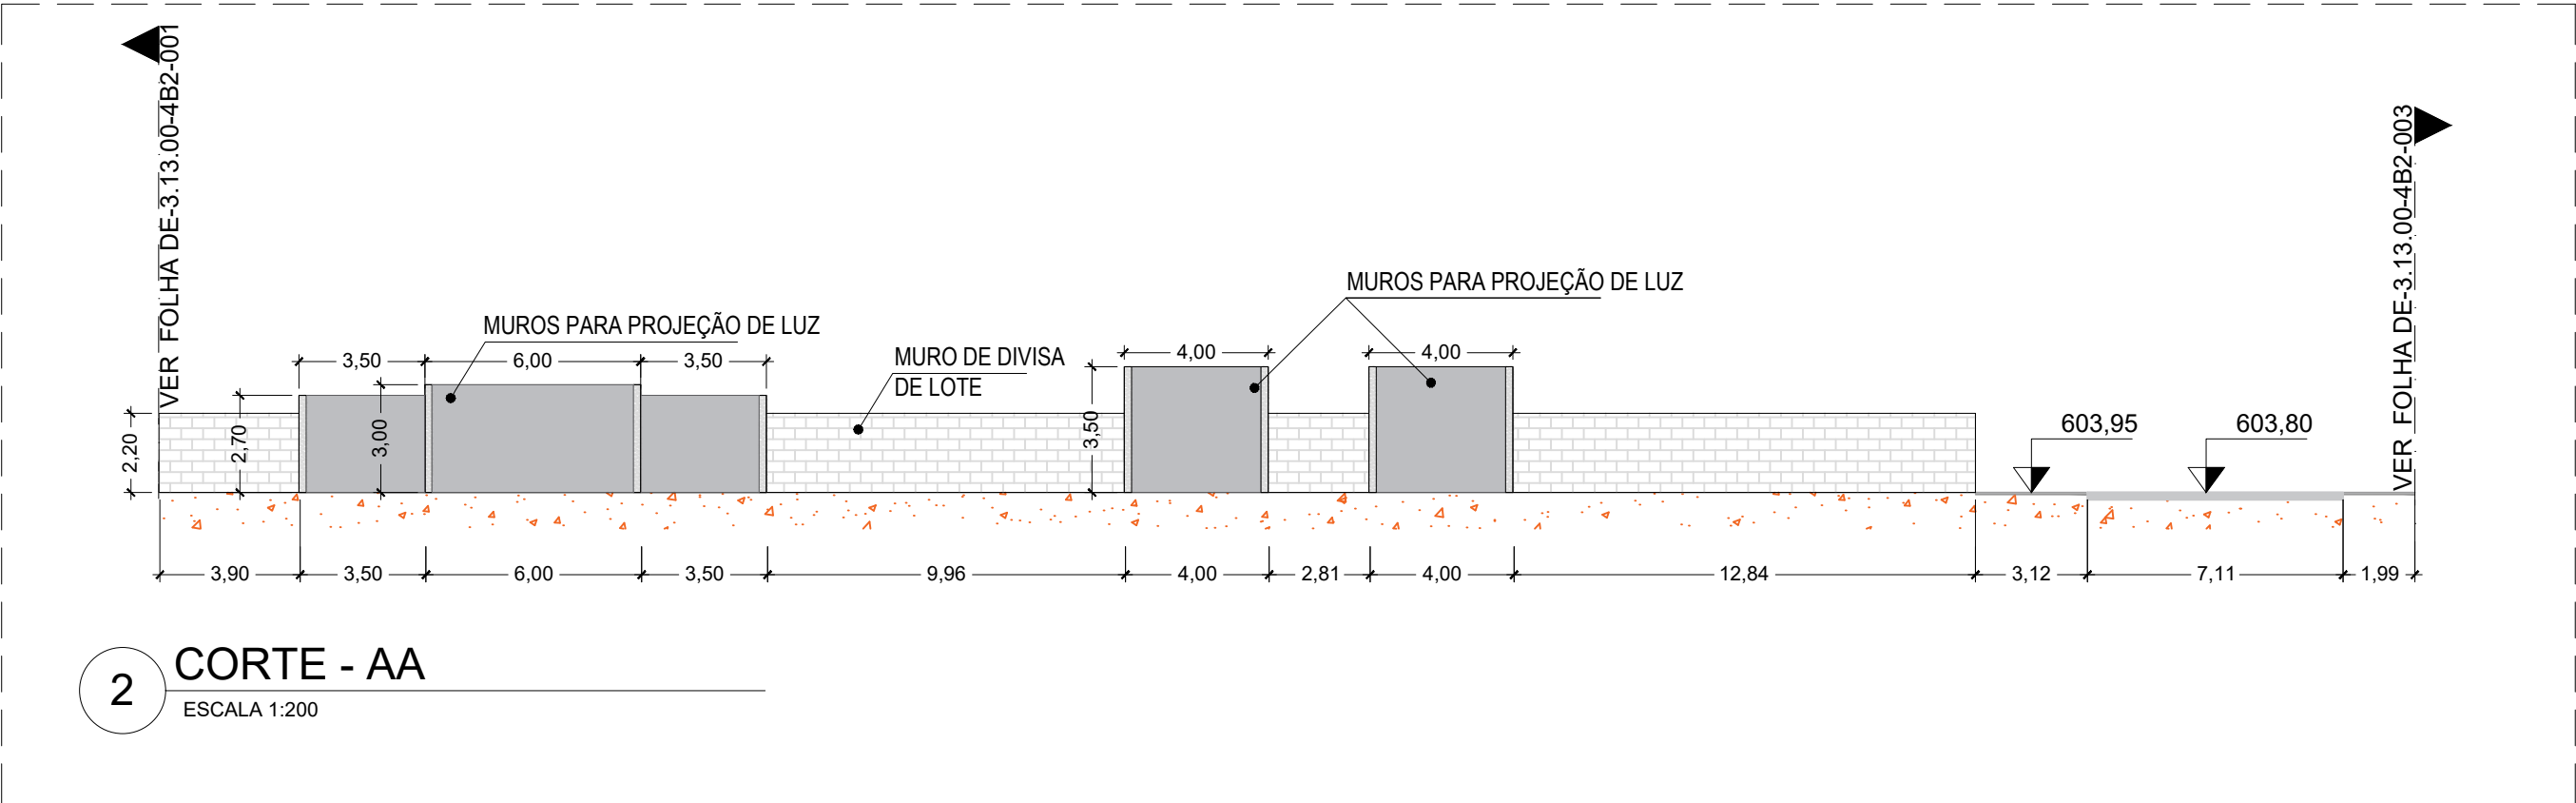 VER FOLHA DE-3.13.00-4B2-001
VER FOLHA DE-3.13.00-4B2-003
MUROS PARA PROJEÇÃO DE LUZ
MUROS PARA PROJEÇÃO DE LUZ
MURO DE DIVISA
DE LOTE
3,50 6,00 3,50 4,00 4,00
2,20 2,70 3,00 3,50
603,95 603,80
3,90 3,50 6,00 3,50 9,96 4,00 2,81 4,00 12,84 3,12 7,11 1,99
2 CORTE - AA
ESCALA 1:200